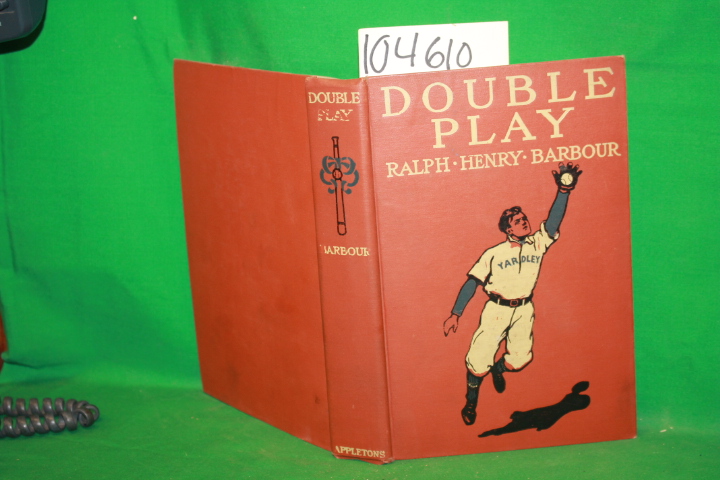 104610
DOUBLE
PLAY
RALPH · HENRY · BARBOUR
YARDLEY
DOUBLE
PLAY
BARBOUR
APPLETONS